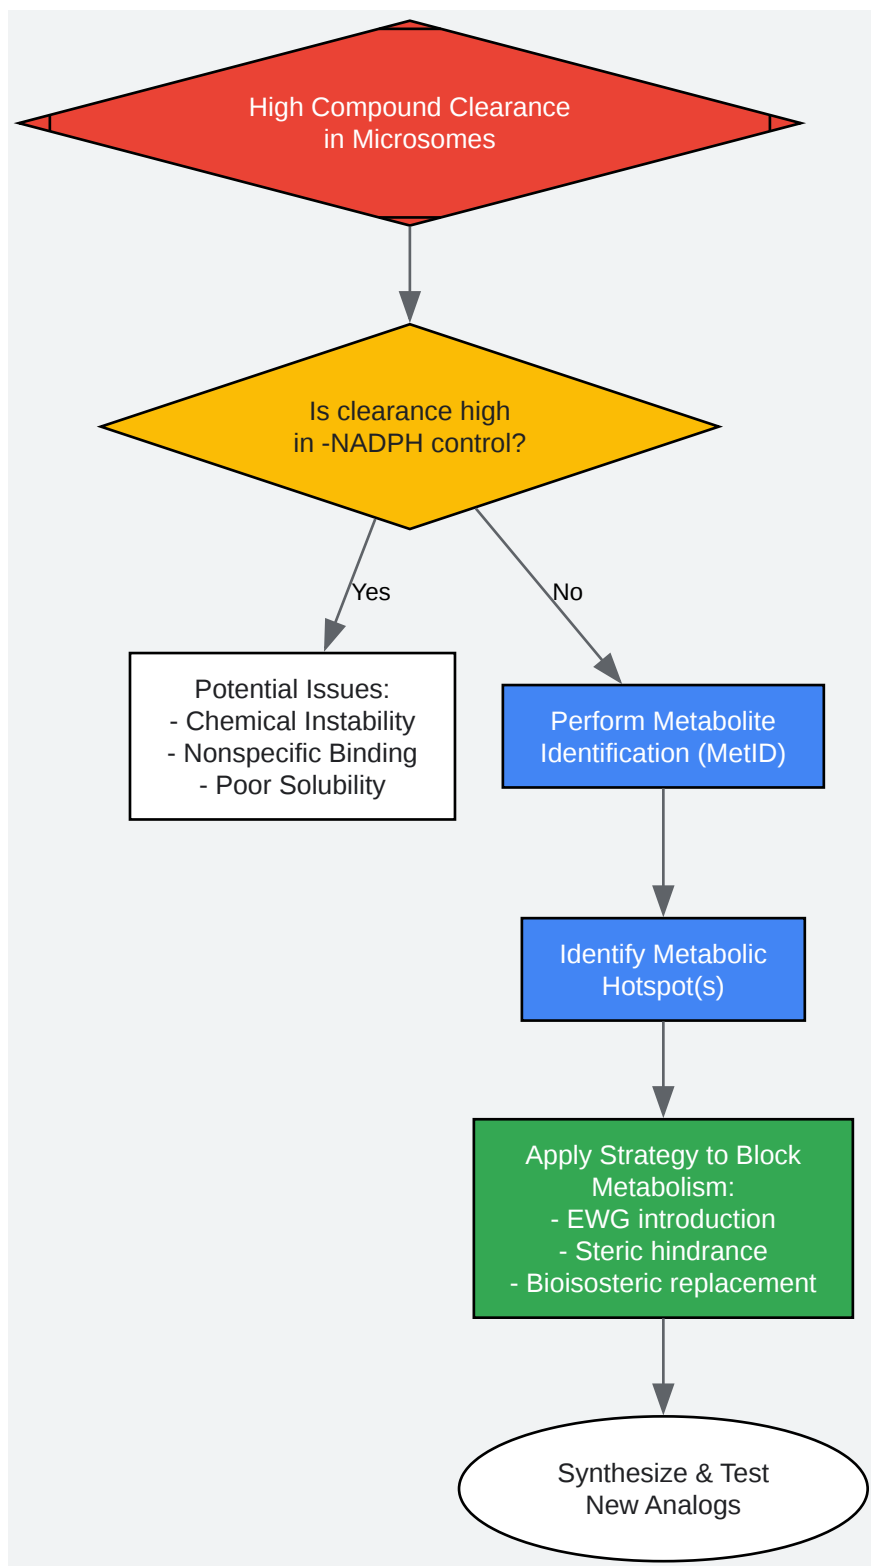 High Compound Clearance
in Microsomes
Is clearance high
in -NADPH control?
Yes
No
Potential Issues:
- Chemical Instability
- Nonspecific Binding
- Poor Solubility
Perform Metabolite
Identification (MetID)
Identify Metabolic
Hotspot(s)
Apply Strategy to Block
Metabolism:
- EWG introduction
- Steric hindrance
- Bioisosteric replacement
Synthesize & Test
New Analogs